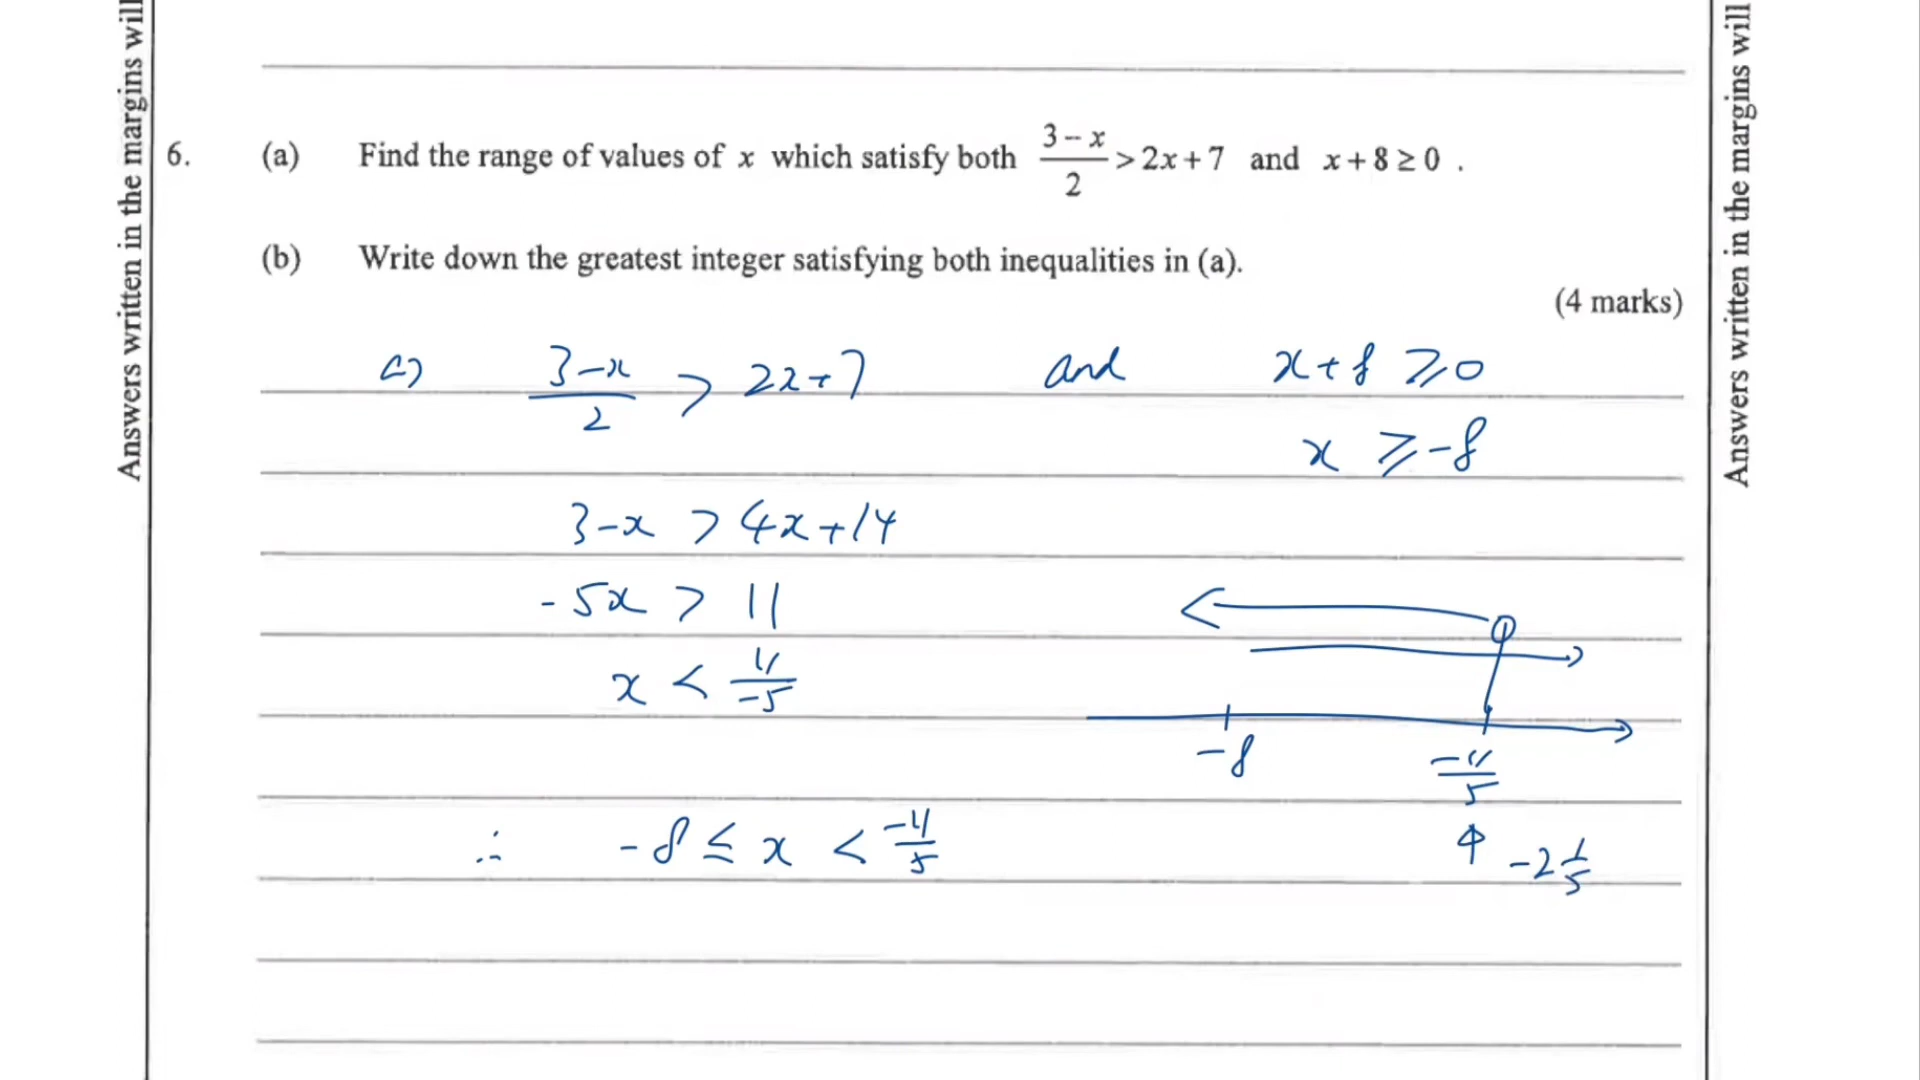 Answers written in the margins will
6. (a) Find the range of values of x which satisfy both (3 − x)/2 > 2x + 7 and x + 8 ≥ 0 .
(b) Write down the greatest integer satisfying both inequalities in (a).
(4 marks)
(3−x)/2 > 2x+7 and x+8 ≥ 0
x ≥ −8
3−x > 4x+14
−5x > 11
x < 11/−5
−8 −11/5
∴ −8 ≤ x < −11/5
−2 1/5
Answers written in the margins will